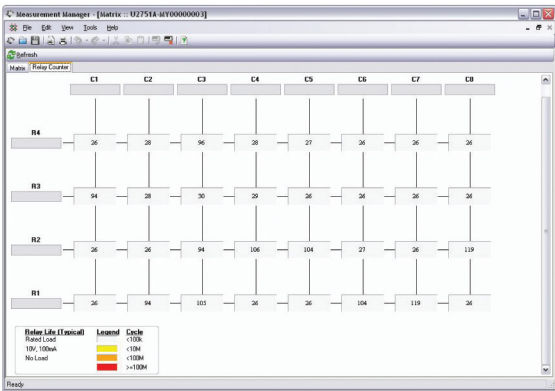 Measurement Manager - [Matrix :: U2751A-MY00000003]
File Edit View Tools Help
Refresh
Matrix Relay Counter
C1 C2 C3 C4 C5 C6 C7 C8
R4
26 28 96 28 27 26 26 26
R3
94 28 30 29 26 26 26 26
R2
26 26 94 106 104 27 26 119
R1
26 94 105 26 26 104 119 26
Relay Life (Typical) Legend Cycle
Rated Load <100k
10V, 100mA <10M
No Load <100M
>=100M
Ready